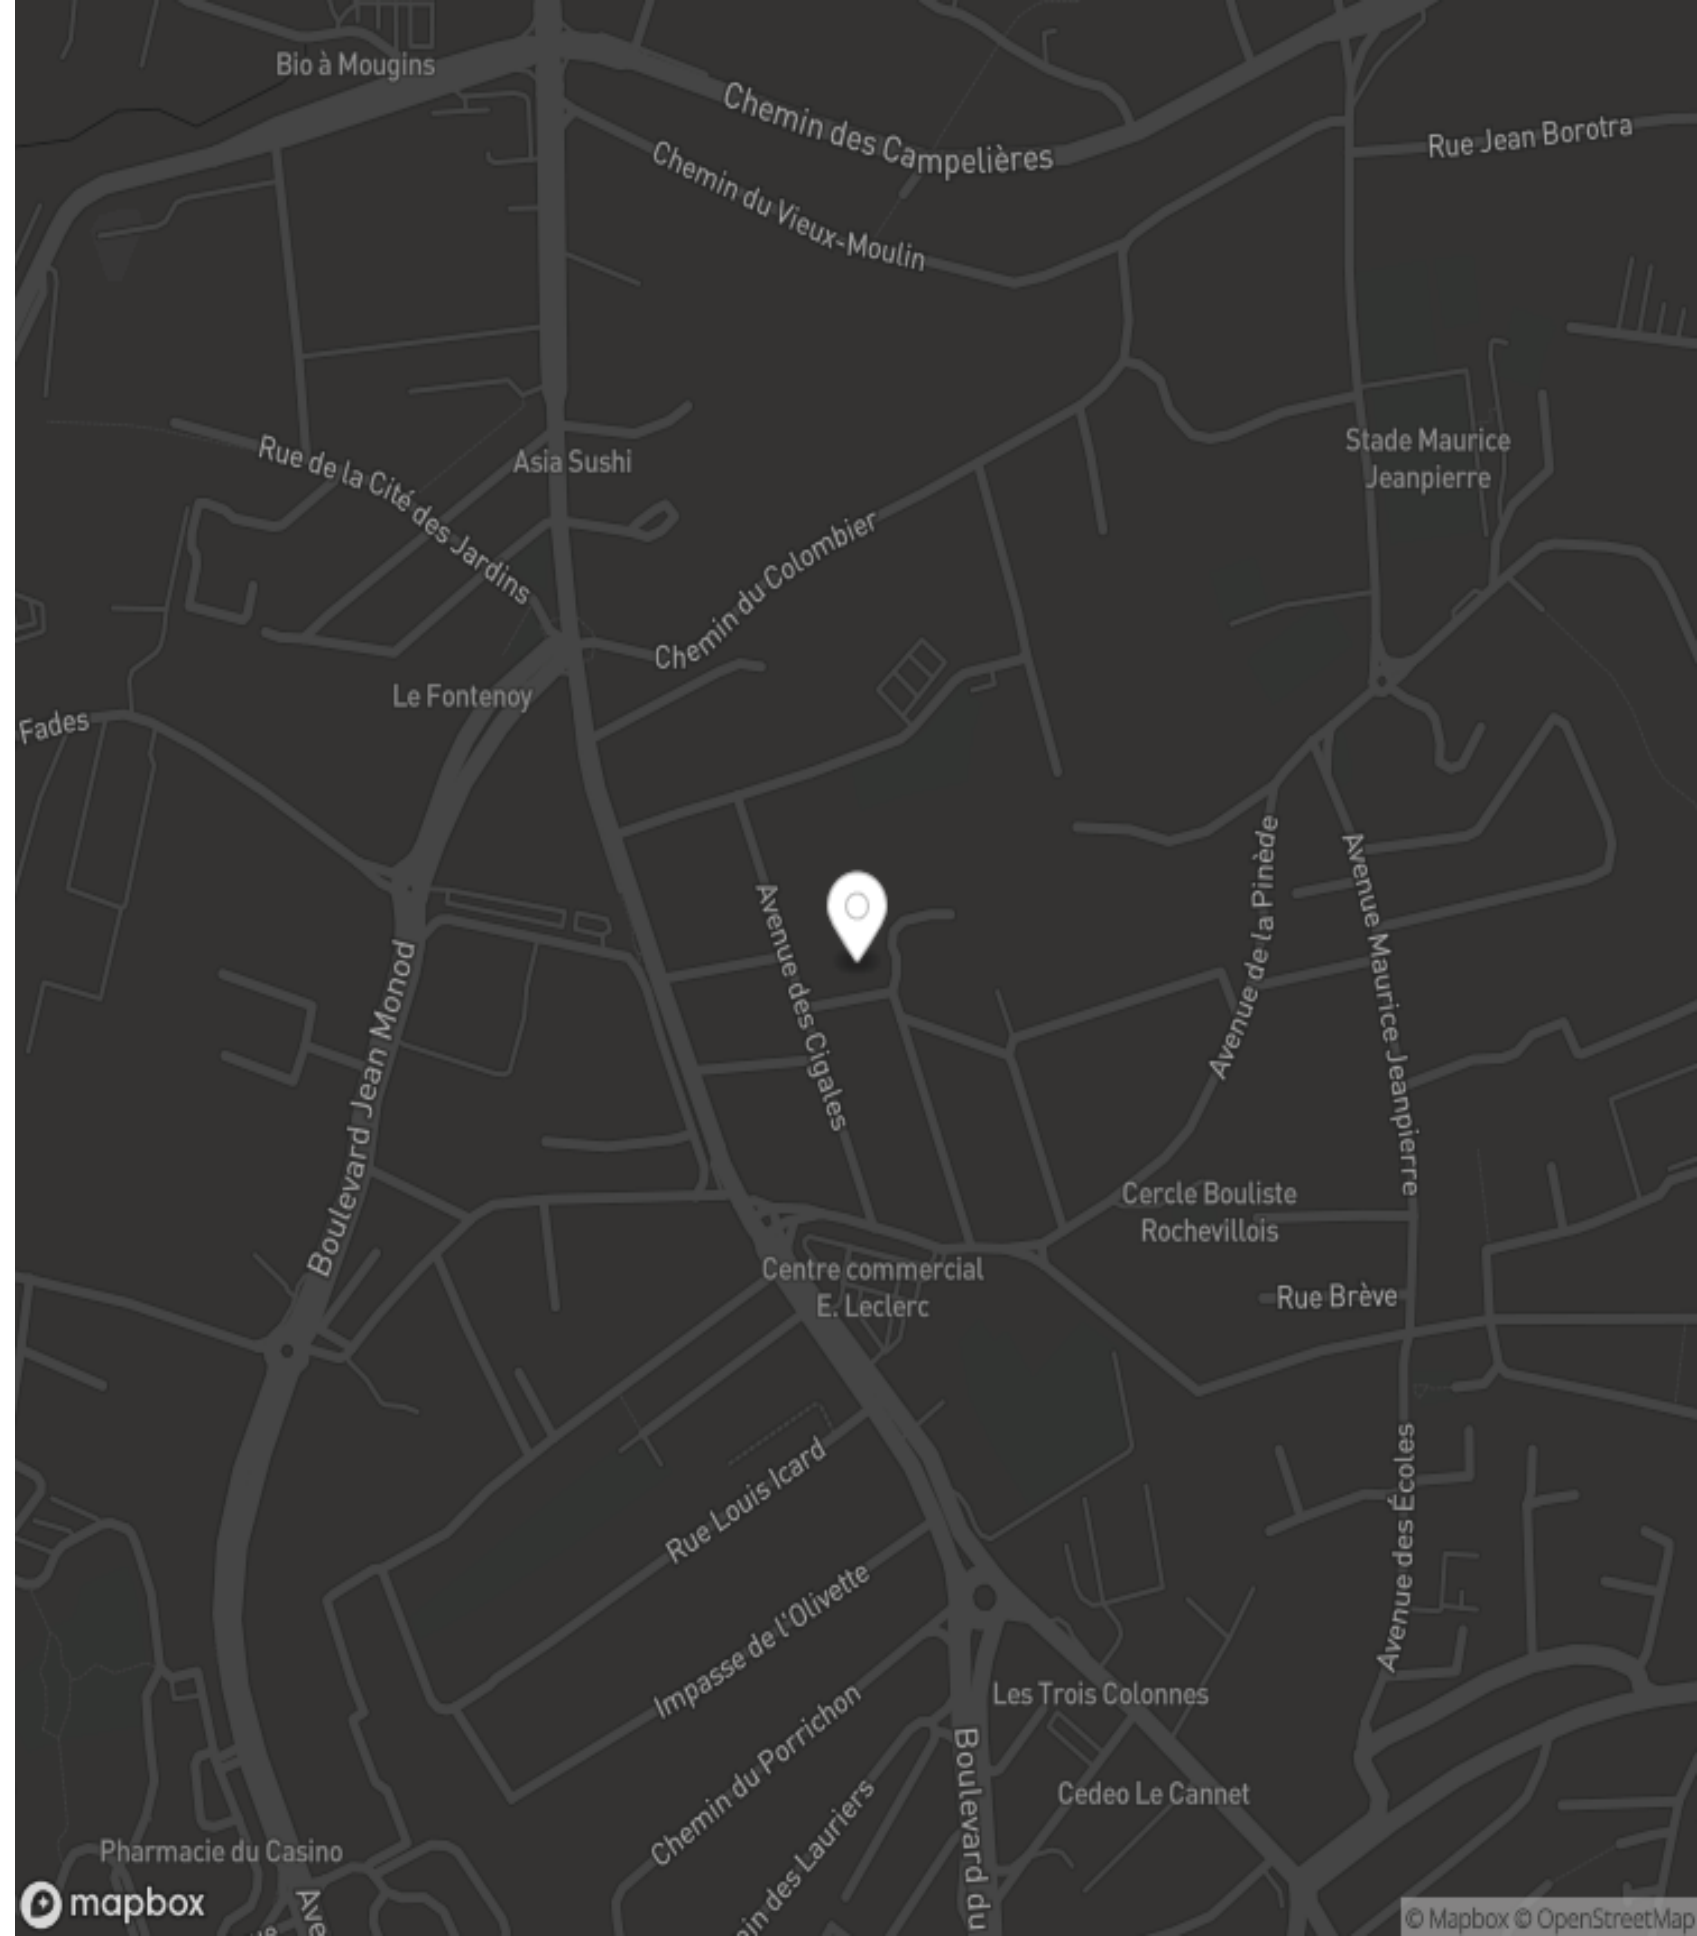 Bio à Mougins
Chemin des Campelières
Rue Jean Borotra
Chemin du Vieux-Moulin
Rue de la Cité des Jardins
Asia Sushi
Stade Maurice
Jeanpierre
Chemin du Colombier
Le Fontenoy
Fades
Avenue des Cigales
Avenue de la Pinède
Avenue Maurice Jeanpierre
Boulevard Jean Monod
Cercle Bouliste
Rochevillois
Centre commercial
E. Leclerc
Rue Brève
Rue Louis Icard
Avenue des Écoles
Impasse de l'Olivette
Chemin du Porrichon
Les Trois Colonnes
Boulevard du
Cedeo Le Cannet
in des Lauriers
Pharmacie du Casino
Ave
mapbox
© Mapbox © OpenStreetMap